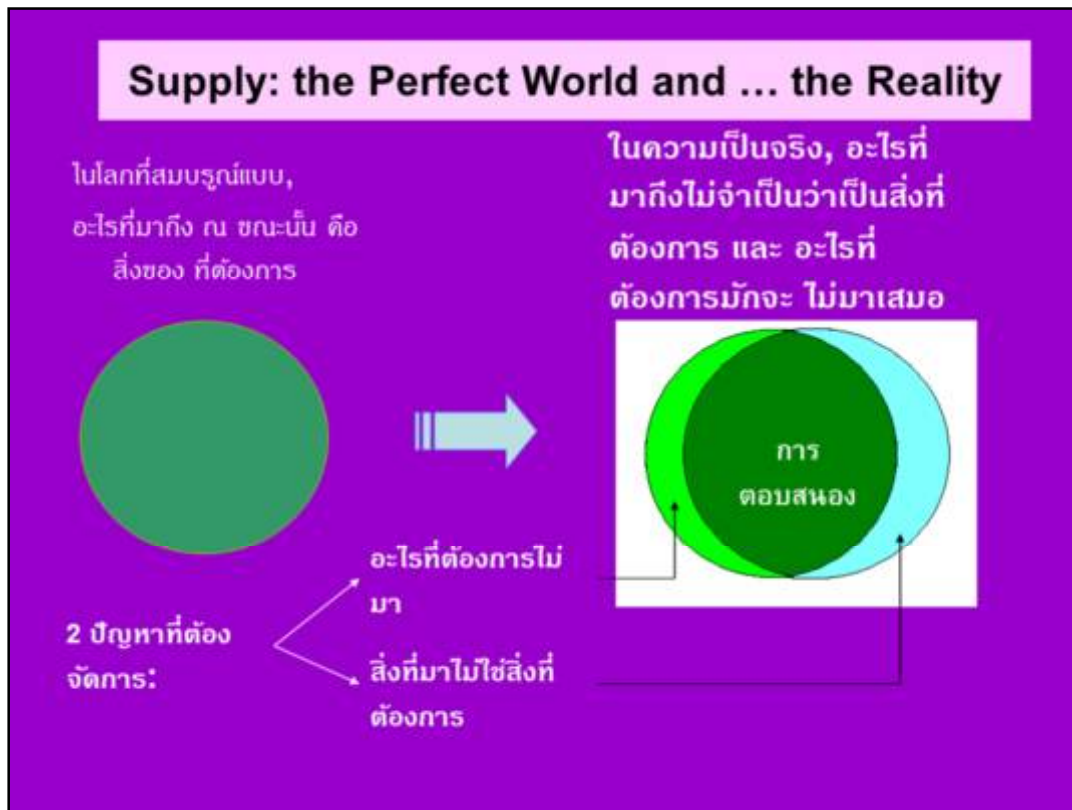 Supply: the Perfect World and ... the Reality
ในโลกที่สมบรูณ์แบบ,
อะไรที่มาถึง ณ ขณะนั้น คือ
สิ่งของ ที่ต้องการ
ในความเป็นจริง, อะไรที่
มาถึงไม่จำเป็นว่าเป็นสิ่งที่
ต้องการ และ อะไรที่
ต้องการมักจะ ไม่มาเสมอ
การ
ตอบสนอง
อะไรที่ต้องการไม่
มา
2 ปัญหาที่ต้อง
จัดการ:
สิ่งที่มาไม่ใช่สิ่งที่
ต้องการ